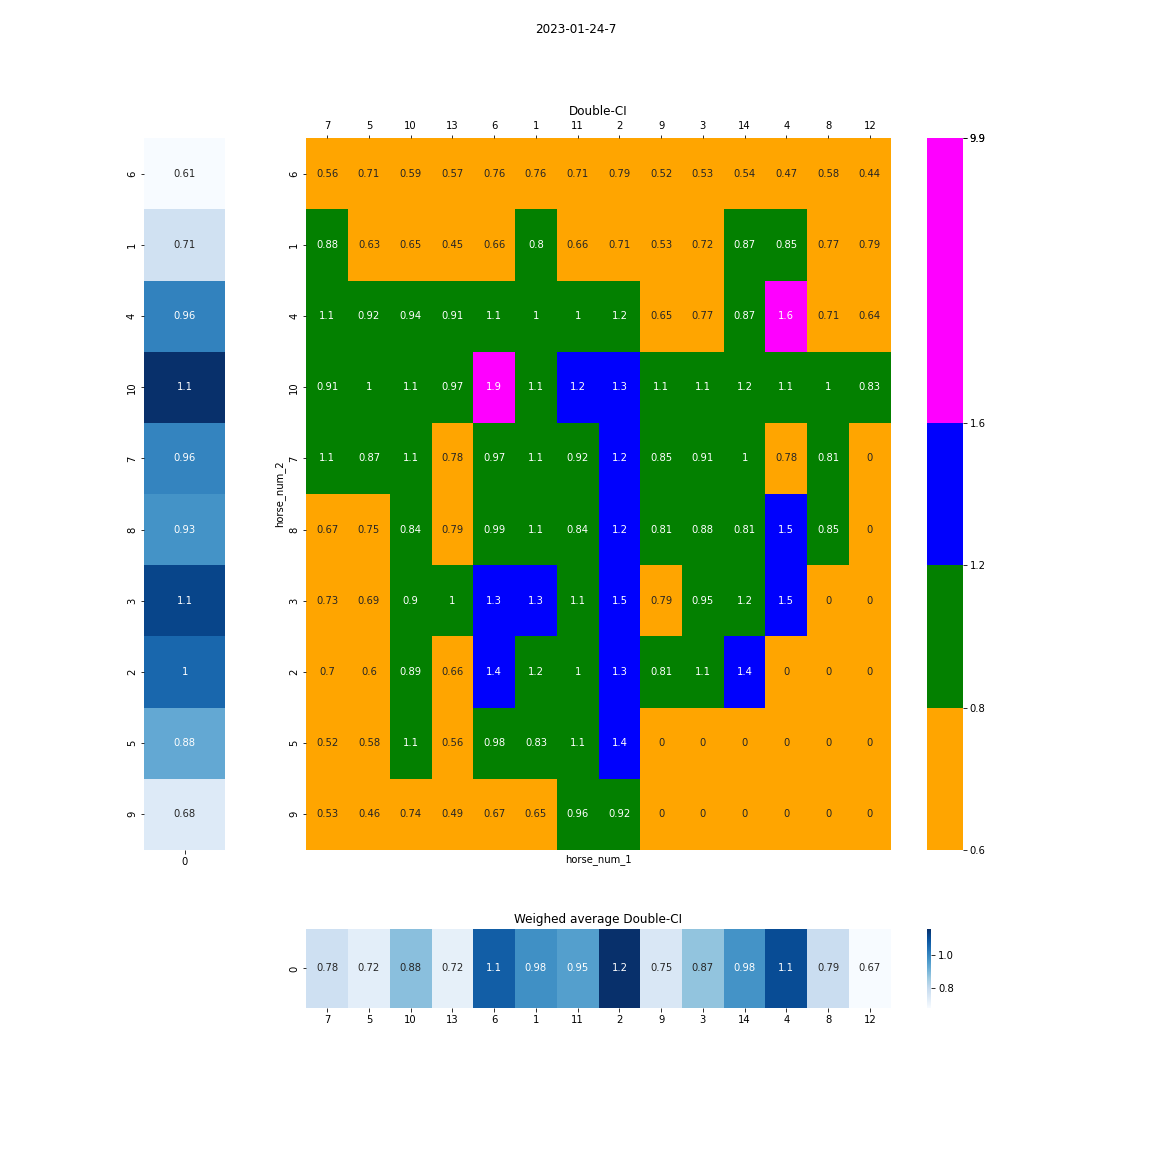 2023-01-24-7
Double-CI
7 5 10 13 6 1 11 2 9 3 14 4 8 12
9.9
6 0.61 6 0.56 0.71 0.59 0.57 0.76 0.76 0.71 0.79 0.52 0.53 0.54 0.47 0.58 0.44
1 0.71 1 0.88 0.63 0.65 0.45 0.66 0.8 0.66 0.71 0.53 0.72 0.87 0.85 0.77 0.79
4 0.96 4 1.1 0.92 0.94 0.91 1.1 1 1 1.2 0.65 0.77 0.87 1.6 0.71 0.64
10 1.1 10 0.91 1 1.1 0.97 1.9 1.1 1.2 1.3 1.1 1.1 1.2 1.1 1 0.83
1.6
7 0.96 7 1.1 0.87 1.1 0.78 0.97 1.1 0.92 1.2 0.85 0.91 1 0.78 0.81 0
horse_num_2
8 0.93 8 0.67 0.75 0.84 0.79 0.99 1.1 0.84 1.2 0.81 0.88 0.81 1.5 0.85 0
1.2
3 1.1 3 0.73 0.69 0.9 1 1.3 1.3 1.1 1.5 0.79 0.95 1.2 1.5 0 0
2 1 2 0.7 0.6 0.89 0.66 1.4 1.2 1 1.3 0.81 1.1 1.4 0 0 0
0.8
5 0.88 5 0.52 0.58 1.1 0.56 0.98 0.83 1.1 1.4 0 0 0 0 0 0
9 0.68 9 0.53 0.46 0.74 0.49 0.67 0.65 0.96 0.92 0 0 0 0 0 0
0.6
0
horse_num_1
Weighed average Double-CI
0 0.78 0.72 0.88 0.72 1.1 0.98 0.95 1.2 0.75 0.87 0.98 1.1 0.79 0.67
1.0
0.8
7 5 10 13 6 1 11 2 9 3 14 4 8 12